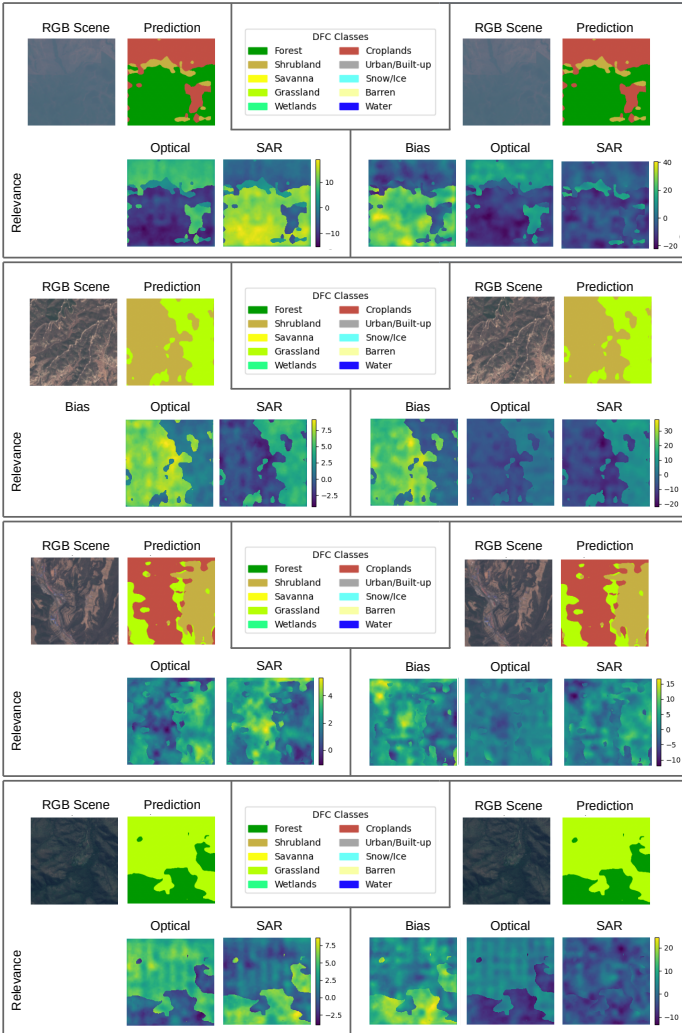 RGB Scene Prediction RGB Scene Prediction
DFC Classes
Forest Croplands
Shrubland Urban/Built-up
Savanna Snow/Ice
Grassland Barren
Wetlands Water
Optical SAR Bias Optical SAR
Relevance
10
0
−10
40
20
0
−20
RGB Scene Prediction RGB Scene Prediction
DFC Classes
Forest Croplands
Shrubland Urban/Built-up
Savanna Snow/Ice
Grassland Barren
Wetlands Water
Bias Optical SAR Bias Optical SAR
Relevance
7.5
5.0
2.5
0.0
−2.5
30
20
10
0
−10
−20
RGB Scene Prediction RGB Scene Prediction
DFC Classes
Forest Croplands
Shrubland Urban/Built-up
Savanna Snow/Ice
Grassland Barren
Wetlands Water
Optical SAR Bias Optical SAR
Relevance
4
2
0
15
10
5
0
−5
−10
RGB Scene Prediction RGB Scene Prediction
DFC Classes
Forest Croplands
Shrubland Urban/Built-up
Savanna Snow/Ice
Grassland Barren
Wetlands Water
Optical SAR Bias Optical SAR
Relevance
7.5
5.0
2.5
0.0
−2.5
20
10
0
−10